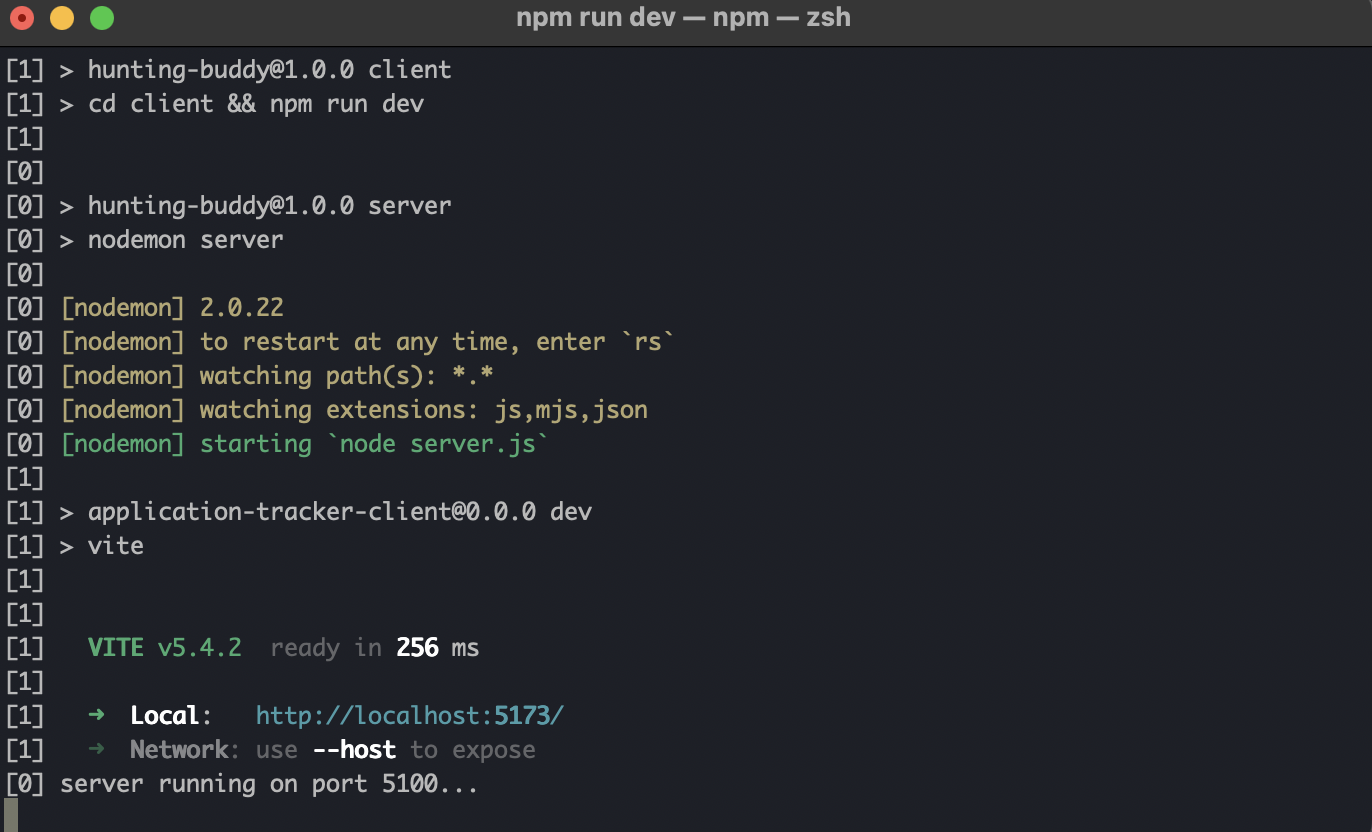 npm run dev — npm — zsh
[1] > hunting-buddy@1.0.0 client
[1] > cd client && npm run dev
[1]
[0]
[0] > hunting-buddy@1.0.0 server
[0] > nodemon server
[0]
[0] [nodemon] 2.0.22
[0] [nodemon] to restart at any time, enter `rs`
[0] [nodemon] watching path(s): *.*
[0] [nodemon] watching extensions: js,mjs,json
[0] [nodemon] starting `node server.js`
[1]
[1] > application-tracker-client@0.0.0 dev
[1] > vite
[1]
[1]
[1]   VITE v5.4.2  ready in 256 ms
[1]
[1]   ➜  Local:   http://localhost:5173/
[1]   ➜  Network: use --host to expose
[0] server running on port 5100...